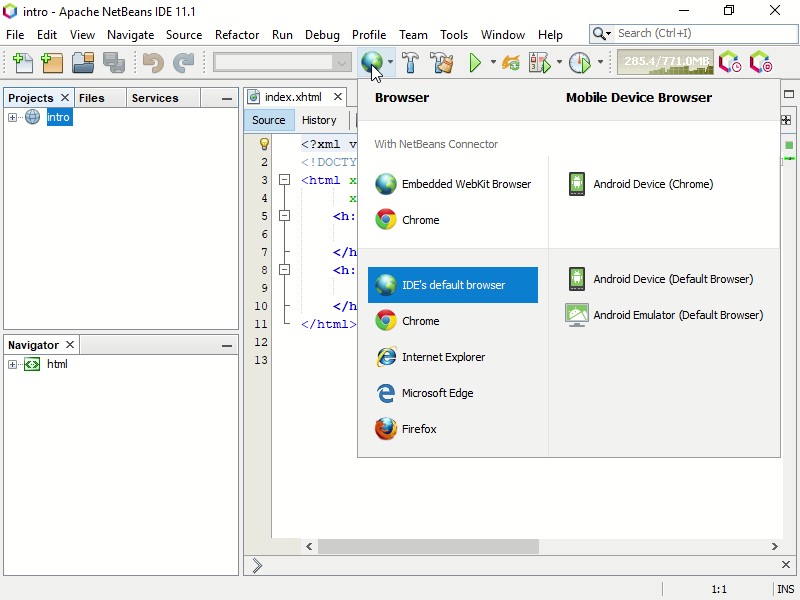 intro - Apache NetBeans IDE 11.1
File Edit View Navigate Source Refactor Run Debug Profile Team Tools Window Help
Search (Ctrl+I)
285.4/771.0MB
Projects Files Services
intro
index.xhtml
Source History
1 <?xml v
2 <!DOCTY
3 <html x
4 x
5 <h:
6
7 </h
8 <h:
9
10 </h
11 </html>
12
13
Browser
Mobile Device Browser
With NetBeans Connector
Embedded WebKit Browser
Android Device (Chrome)
Chrome
IDE's default browser
Android Device (Default Browser)
Chrome
Android Emulator (Default Browser)
Internet Explorer
Microsoft Edge
Firefox
Navigator
html
1:1
INS